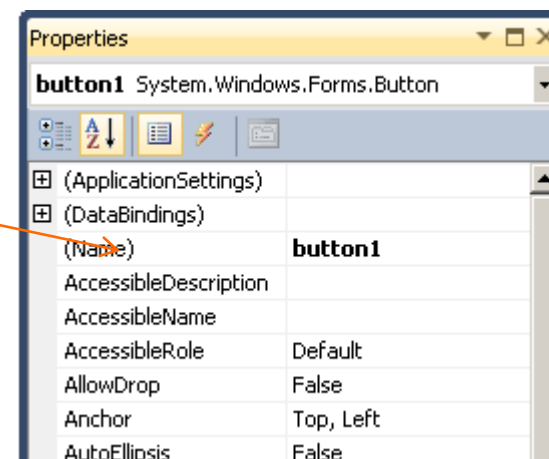 Properties
button1 System.Windows.Forms.Button
A Z
(ApplicationSettings)
(DataBindings)
(Name) button1
AccessibleDescription
AccessibleName
AccessibleRole Default
AllowDrop False
Anchor Top, Left
AutoEllipsis False